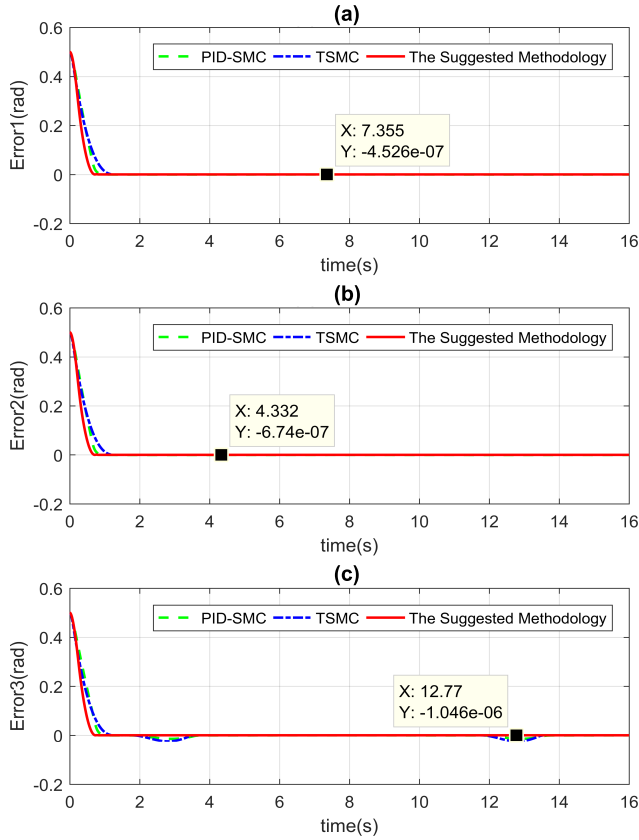 (a)
PID-SMC TSMC The Suggested Methodology
Error1(rad)
0.6
0.4
0.2
0
-0.2
X: 7.355
Y: -4.526e-07
0 2 4 6 8 10 12 14 16
time(s)
(b)
PID-SMC TSMC The Suggested Methodology
Error2(rad)
0.6
0.4
0.2
0
-0.2
X: 4.332
Y: -6.74e-07
0 2 4 6 8 10 12 14 16
time(s)
(c)
PID-SMC TSMC The Suggested Methodology
Error3(rad)
0.6
0.4
0.2
0
-0.2
X: 12.77
Y: -1.046e-06
0 2 4 6 8 10 12 14 16
time(s)